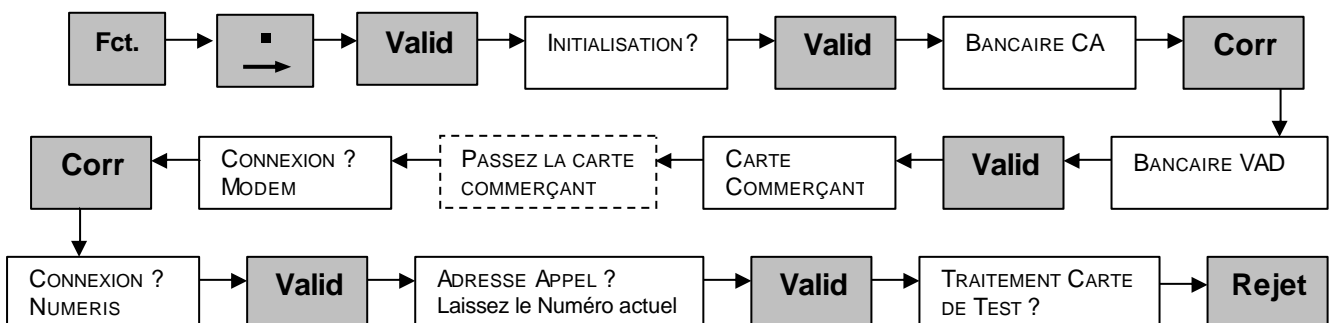 Fct.
Valid
INITIALISATION?
Valid
BANCAIRE CA
Corr
BANCAIRE VAD
Valid
CARTE
COMMERÇANT
PASSEZ LA CARTE
COMMERÇANT
CONNEXION ?
MODEM
Corr
CONNEXION ?
NUMERIS
Valid
ADRESSE APPEL ?
Laissez le Numéro actuel
Valid
TRAITEMENT CARTE
DE TEST ?
Rejet